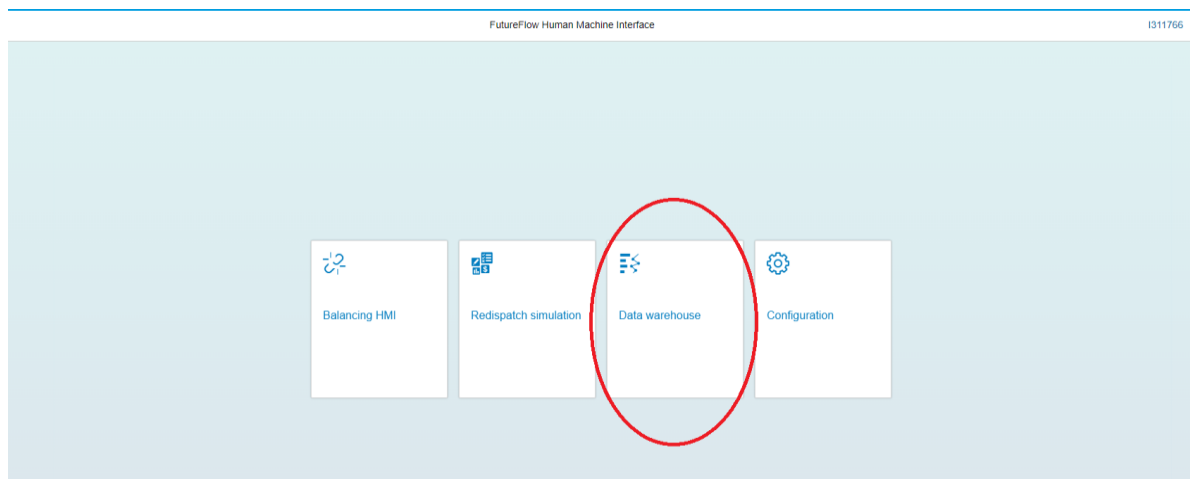 FutureFlow Human Machine Interface
I311766
Balancing HMI
Redispatch simulation
Data warehouse
Configuration